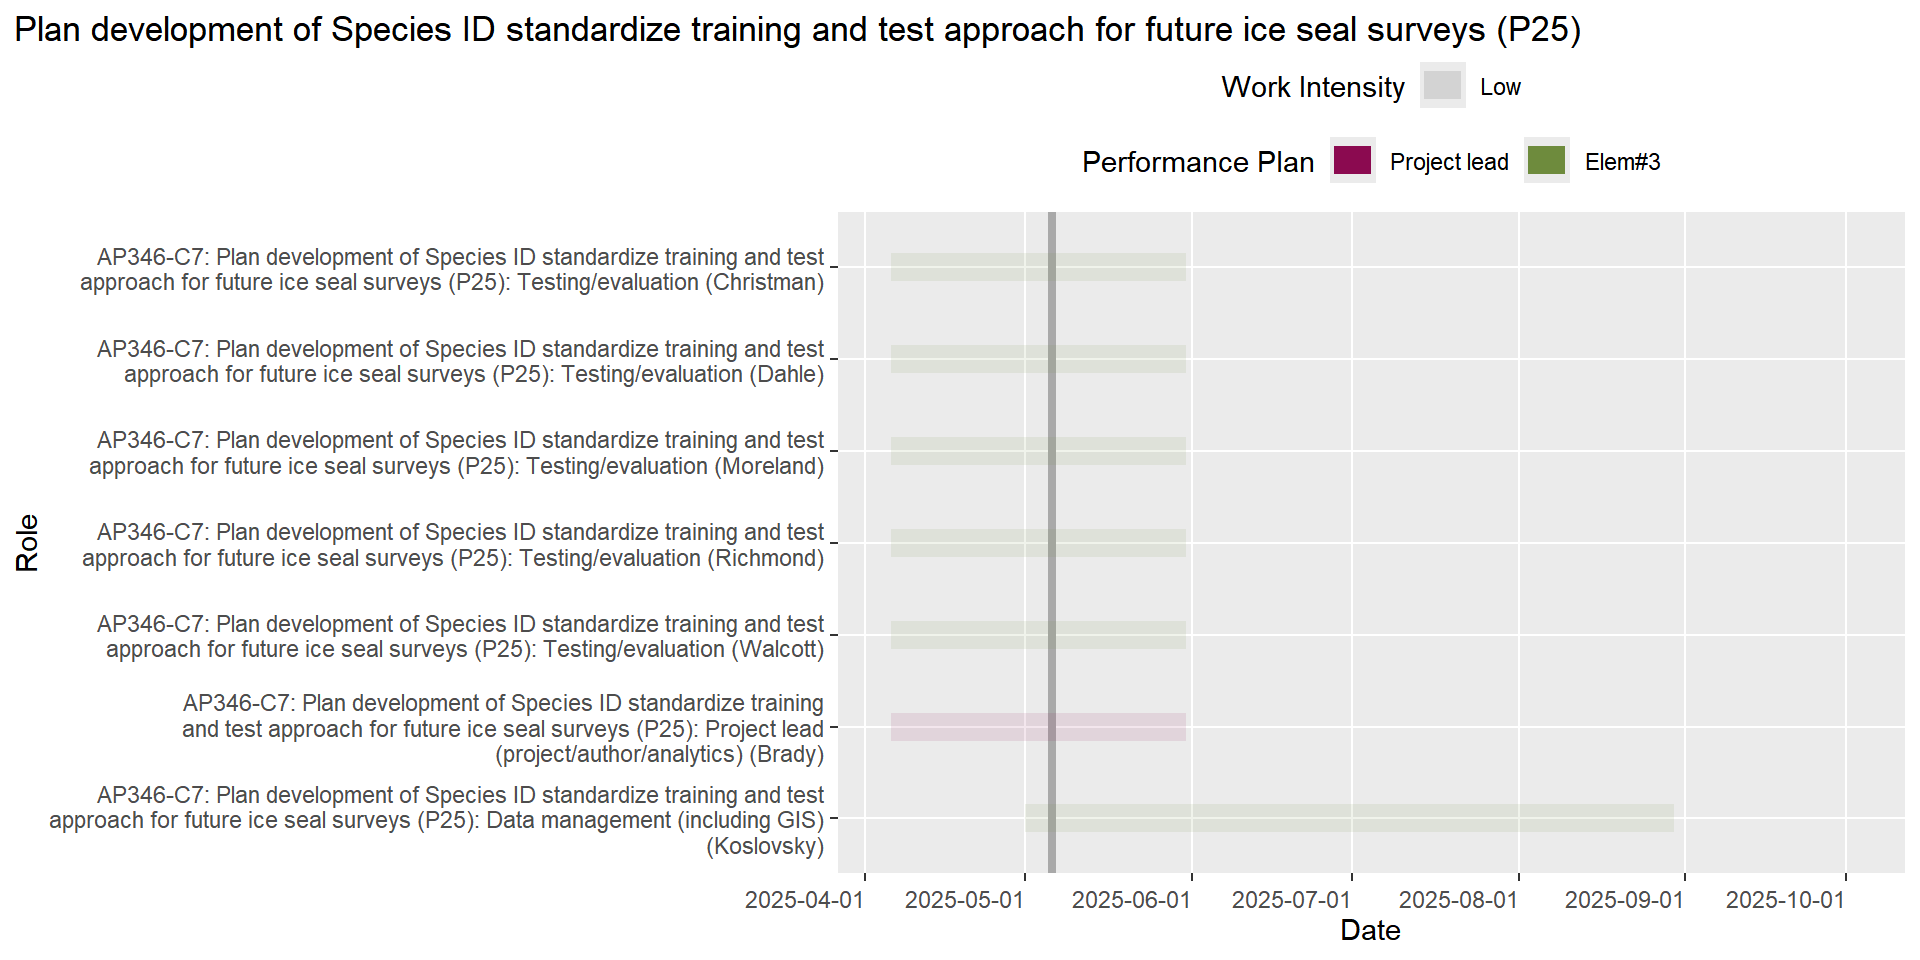 Plan development of Species ID standardize training and test approach for future ice seal surveys (P25)
Work Intensity Low
Performance Plan Project lead Elem#3
AP346-C7: Plan development of Species ID standardize training and test
approach for future ice seal surveys (P25): Testing/evaluation (Christman)
AP346-C7: Plan development of Species ID standardize training and test
approach for future ice seal surveys (P25): Testing/evaluation (Dahle)
AP346-C7: Plan development of Species ID standardize training and test
approach for future ice seal surveys (P25): Testing/evaluation (Moreland)
AP346-C7: Plan development of Species ID standardize training and test
approach for future ice seal surveys (P25): Testing/evaluation (Richmond)
AP346-C7: Plan development of Species ID standardize training and test
approach for future ice seal surveys (P25): Testing/evaluation (Walcott)
AP346-C7: Plan development of Species ID standardize training
and test approach for future ice seal surveys (P25): Project lead
(project/author/analytics) (Brady)
AP346-C7: Plan development of Species ID standardize training and test
approach for future ice seal surveys (P25): Data management (including GIS)
(Koslovsky)
Role
2025-04-01 2025-05-01 2025-06-01 2025-07-01 2025-08-01 2025-09-01 2025-10-01
Date